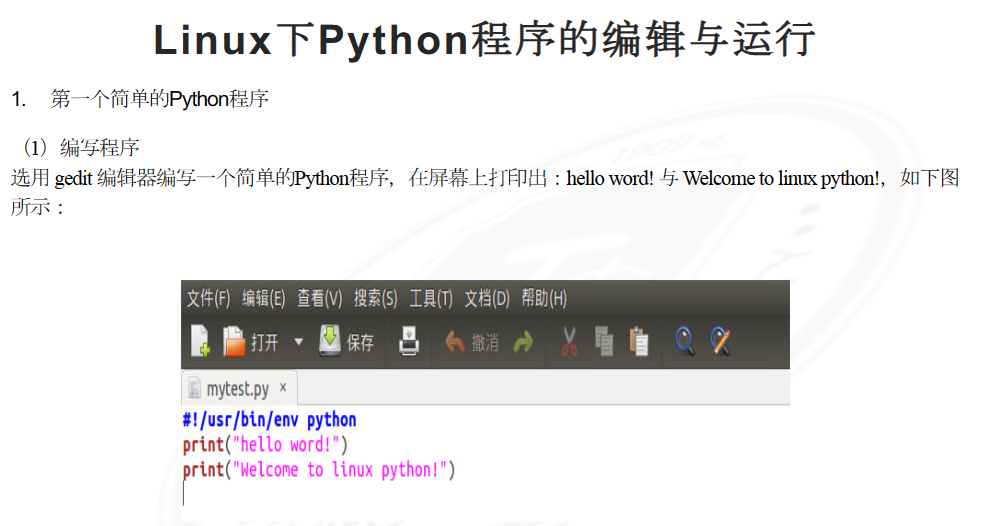 Linux下Python程序的编辑与运行
1. 第一个简单的Python程序
（1）编写程序
选用 gedit 编辑器编写一个简单的Python程序，在屏幕上打印出：hello word! 与 Welcome to linux python!，如下图
所示：
文件(F) 编辑(E) 查看(V) 搜索(S) 工具(T) 文档(D) 帮助(H)
打开 保存 撤消
mytest.py ×
#!/usr/bin/env python
print("hello word!")
print("Welcome to linux python!")